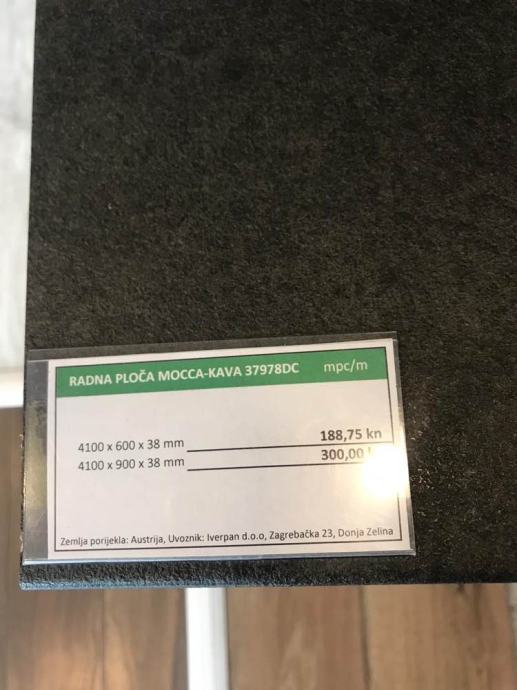 RADNA PLOČA MOCCA-KAVA 37978DC mpc/m
4100 x 600 x 38 mm 188,75 kn
4100 x 900 x 38 mm 300,00
Zemlja porijekla: Austrija, Uvoznik: Iverpan d.o.o, Zagrebačka 23, Donja Zelina